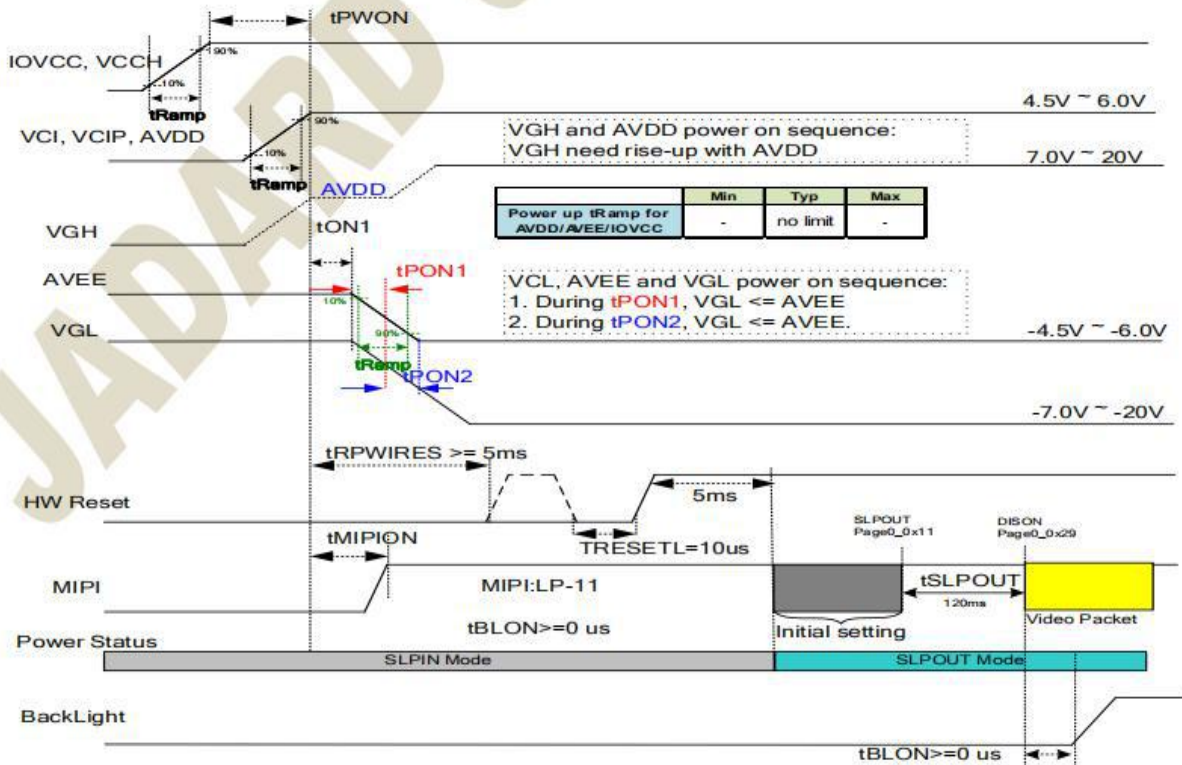 tPWON
IOVCC, VCCH
90%
10%
tRamp
4.5V ~ 6.0V
VCI, VCIP, AVDD
90%
10%
tRamp
VGH and AVDD power on sequence:
VGH need rise-up with AVDD
7.0V ~ 20V
AVDD
Min Typ Max
Power up tRamp for AVDD/AVEE/IOVCC - no limit -
VGH
tON1
AVEE
tPON1
10%
VCL, AVEE and VGL power on sequence:
1. During tPON1, VGL <= AVEE
2. During tPON2, VGL <= AVEE.
VGL
90%
-4.5V ~ -6.0V
tRamp
tPON2
-7.0V ~ -20V
tRPWIRES >= 5ms
HW Reset
5ms
SLPOUT
Page0_0x11
DISON
Page0_0x29
tMIPION
TRESETL=10us
MIPI
MIPI:LP-11
tSLPOUT
120ms
tBLON>=0 us
Initial setting
Video Packet
Power Status
SLPIN Mode
SLPOUT Mode
BackLight
tBLON>=0 us
JADARD